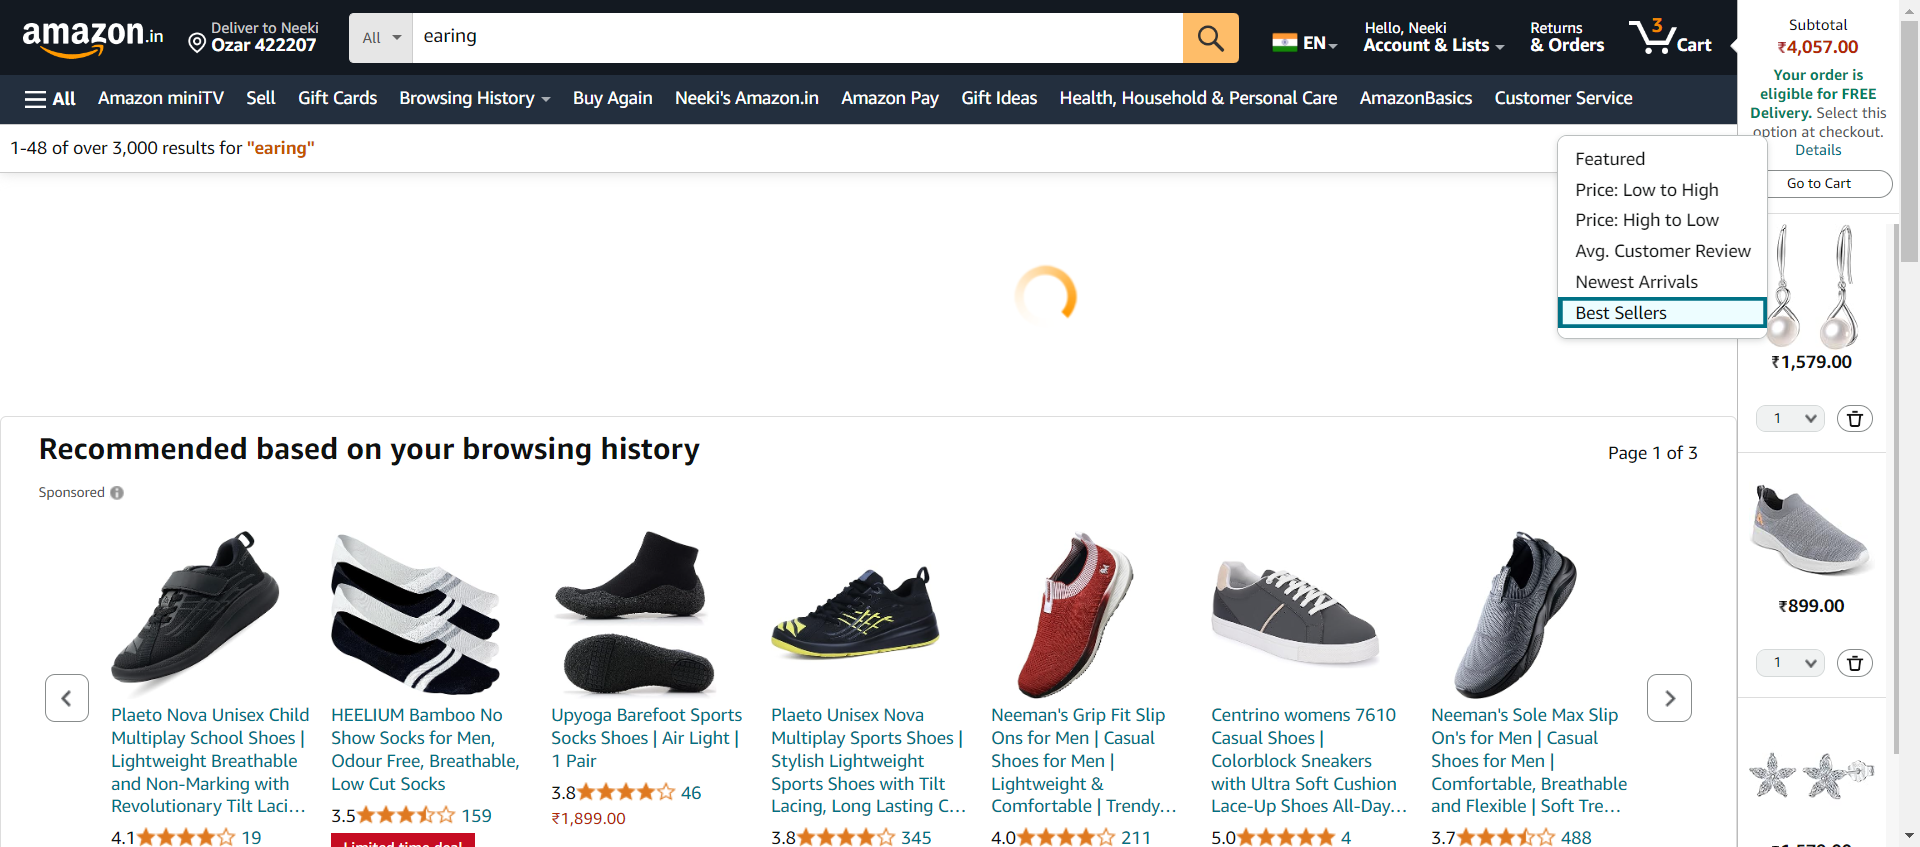 amazon.in
Deliver to Neeki
Ozar 422207
All
earing
EN
Hello, Neeki
Account & Lists
Returns
& Orders
3
Cart
All
Amazon miniTV
Sell
Gift Cards
Browsing History
Buy Again
Neeki's Amazon.in
Amazon Pay
Gift Ideas
Health, Household & Personal Care
AmazonBasics
Customer Service
1-48 of over 3,000 results for "earing"
Featured
Price: Low to High
Price: High to Low
Avg. Customer Review
Newest Arrivals
Best Sellers
Subtotal
₹4,057.00
Your order is
eligible for FREE
Delivery. Select this
option at checkout.
Details
Go to Cart
₹1,579.00
1
₹899.00
1
Recommended based on your browsing history
Page 1 of 3
Sponsored
Plaeto Nova Unisex Child
Multiplay School Shoes |
Lightweight Breathable
and Non-Marking with
Revolutionary Tilt Laci...
4.1
19
HEELIUM Bamboo No
Show Socks for Men,
Odour Free, Breathable,
Low Cut Socks
3.5
159
Limited time deal
Upyoga Barefoot Sports
Socks Shoes | Air Light |
1 Pair
3.8
46
₹1,899.00
Plaeto Unisex Nova
Multiplay Sports Shoes |
Stylish Lightweight
Sports Shoes with Tilt
Lacing, Long Lasting C...
3.8
345
Neeman's Grip Fit Slip
Ons for Men | Casual
Shoes for Men |
Lightweight &
Comfortable | Trendy...
4.0
211
Centrino womens 7610
Casual Shoes |
Colorblock Sneakers
with Ultra Soft Cushion
Lace-Up Shoes All-Day...
5.0
4
Neeman's Sole Max Slip
On's for Men | Casual
Shoes for Men |
Comfortable, Breathable
and Flexible | Soft Tre...
3.7
488